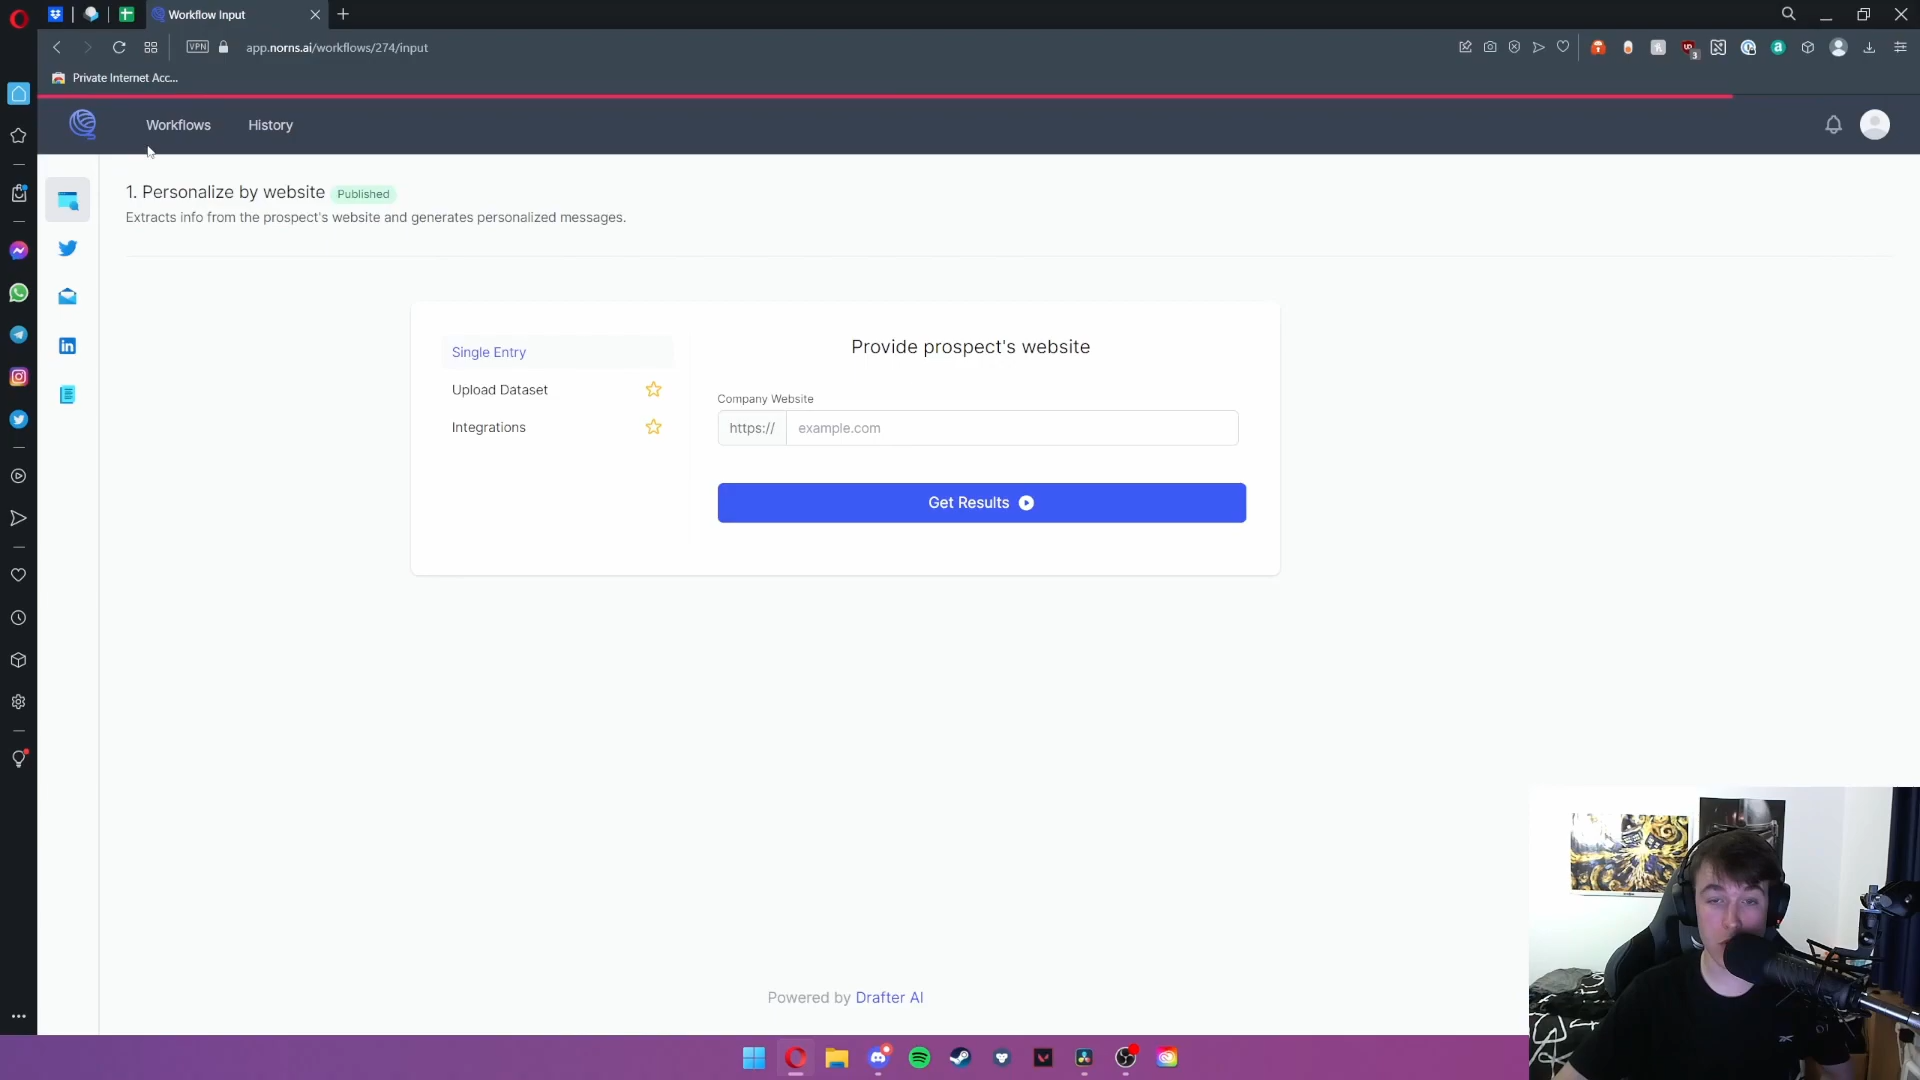 Workflow Input
VPN
app.norns.ai/workflows/274/input
3
Private Internet Acc...
Workflows
History
1. Personalize by website
Published
Extracts info from the prospect's website and generates personalized messages.
Single Entry
Upload Dataset
Integrations
Provide prospect's website
Company Website
https://
example.com
Get Results
Powered by Drafter AI